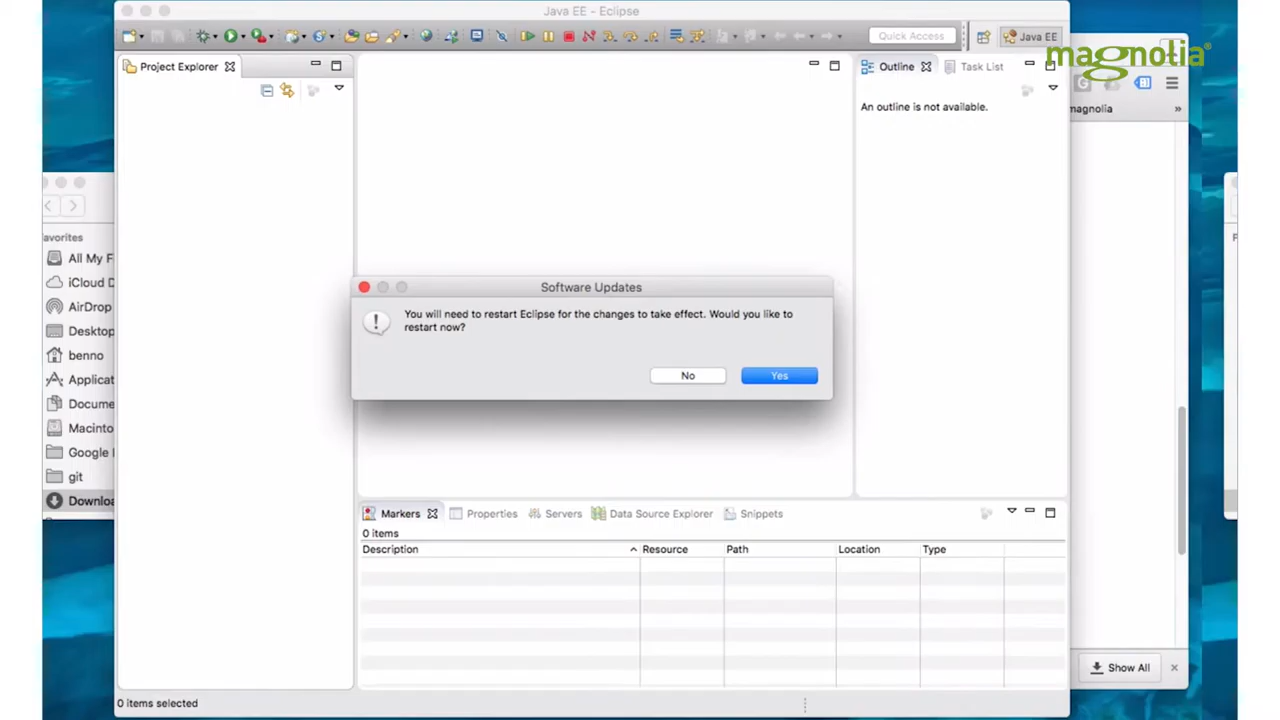 Java EE - Eclipse
Quick Access
Java EE
magnolia®
Project Explorer
Outline
Task List
An outline is not available.
magnolia
»
avorites
All My F
iCloud D
AirDrop
Desktop
benno
Applicat
Docume
Macinto
Google
git
Downloa
Software Updates
You will need to restart Eclipse for the changes to take effect. Would you like to
restart now?
No
Yes
Markers
Properties
Servers
Data Source Explorer
Snippets
0 items
Description
Resource
Path
Location
Type
Show All
0 items selected